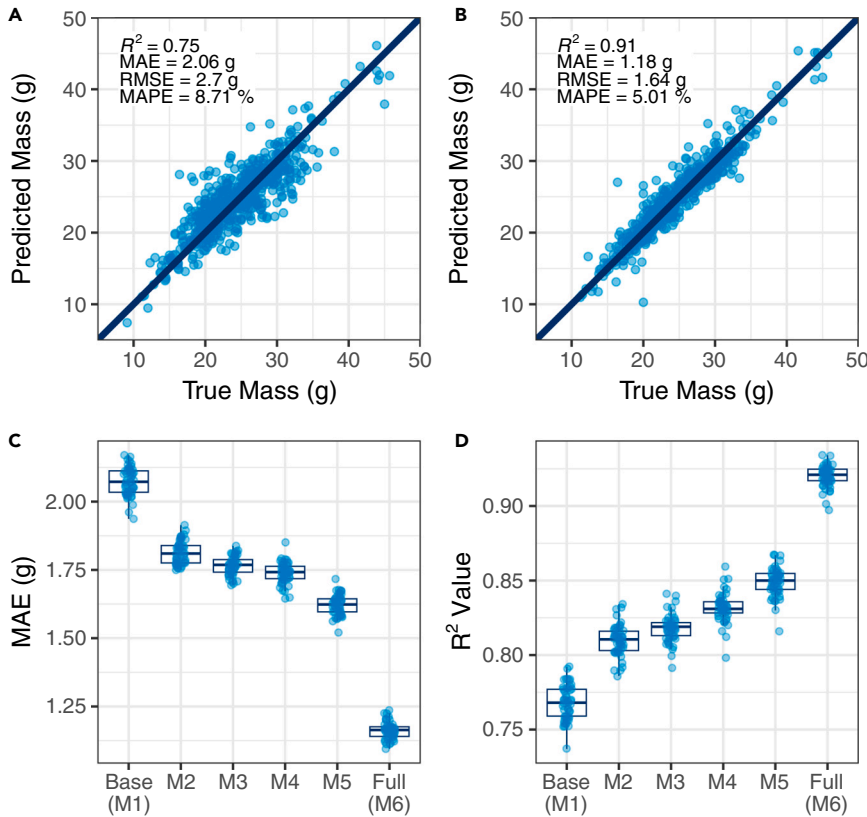 A
R² = 0.75
MAE = 2.06 g
RMSE = 2.7 g
MAPE = 8.71 %
50
40
30
20
10
Predicted Mass (g)
10 20 30 40 50
True Mass (g)
B
R² = 0.91
MAE = 1.18 g
RMSE = 1.64 g
MAPE = 5.01 %
50
40
30
20
10
Predicted Mass (g)
10 20 30 40 50
True Mass (g)
C
2.00
1.75
1.50
1.25
MAE (g)
Base M2 M3 M4 M5 Full
(M1) (M6)
D
0.90
0.85
0.80
0.75
R² Value
Base M2 M3 M4 M5 Full
(M1) (M6)